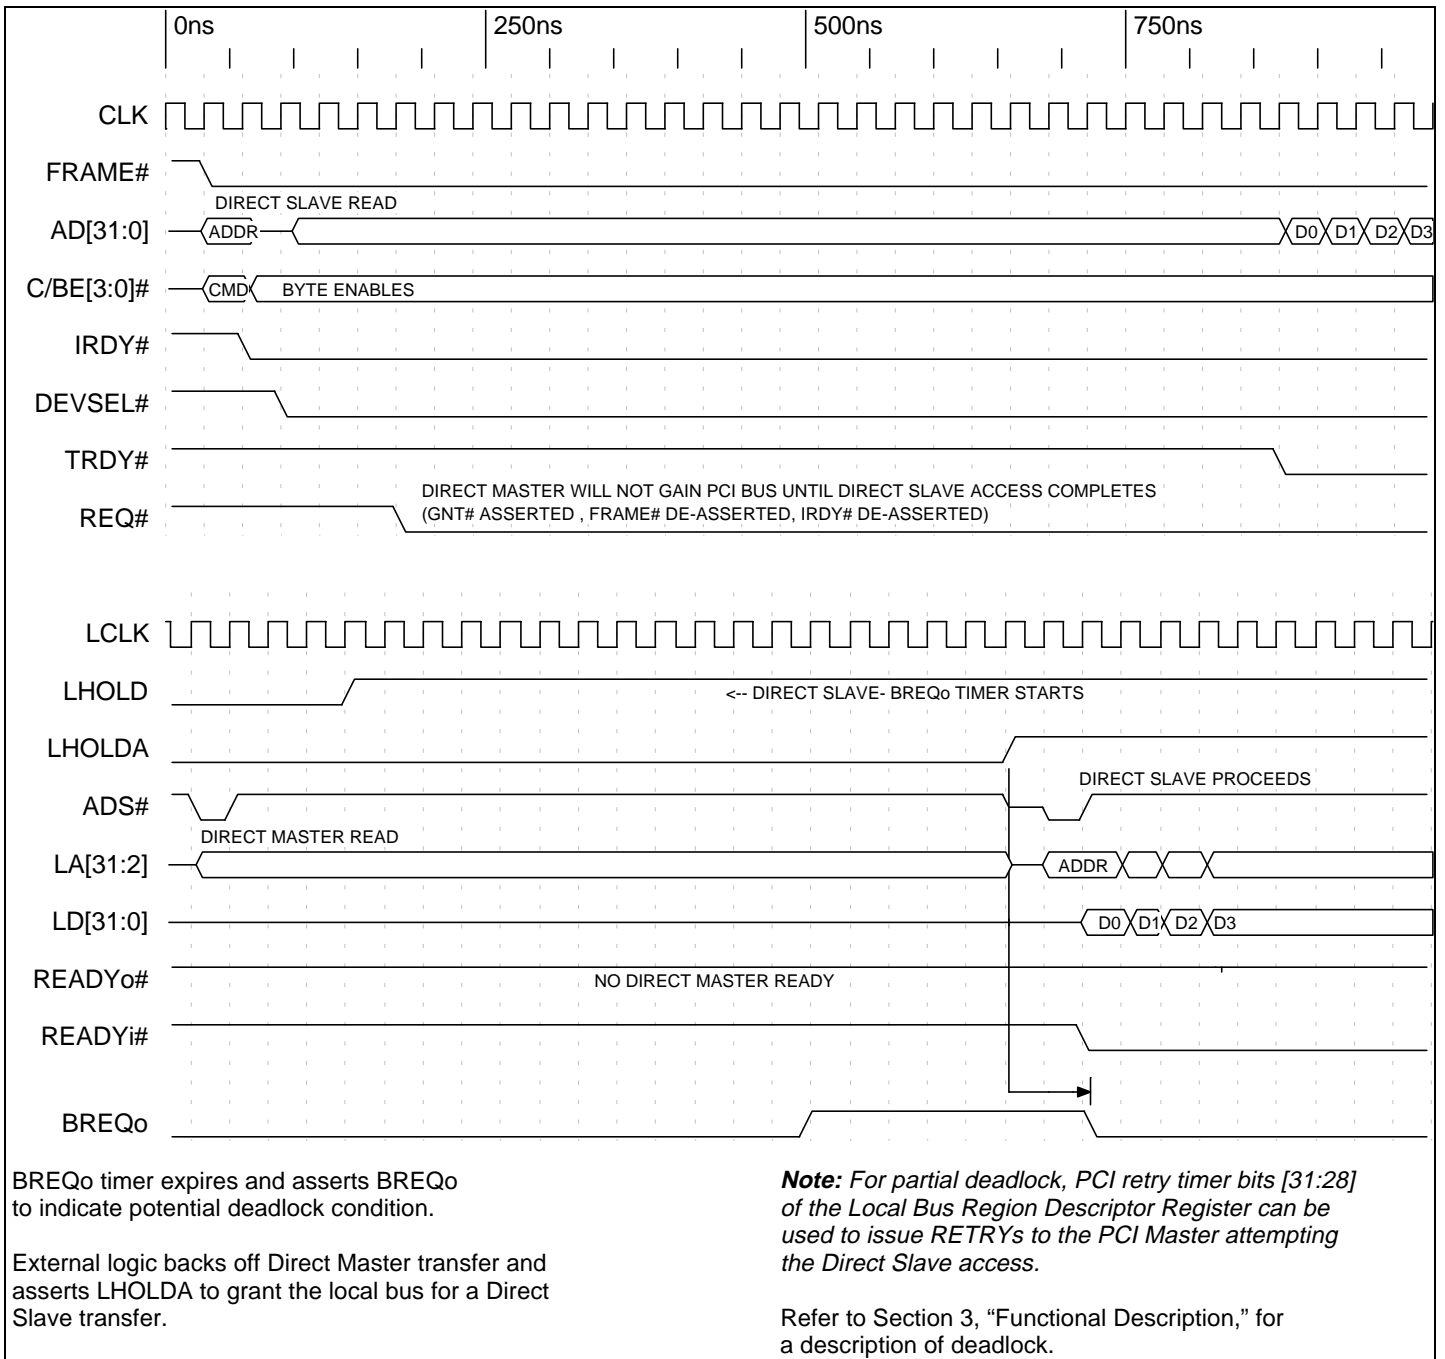 0ns 250ns 500ns 750ns
CLK
FRAME#
DIRECT SLAVE READ
AD[31:0] ADDR D0 D1 D2 D3
C/BE[3:0]# CMD BYTE ENABLES
IRDY#
DEVSEL#
TRDY#
DIRECT MASTER WILL NOT GAIN PCI BUS UNTIL DIRECT SLAVE ACCESS COMPLETES
REQ# (GNT# ASSERTED , FRAME# DE-ASSERTED, IRDY# DE-ASSERTED)
LCLK
LHOLD <-- DIRECT SLAVE- BREQo TIMER STARTS
LHOLDA
DIRECT SLAVE PROCEEDS
ADS#
DIRECT MASTER READ
LA[31:2] ADDR
LD[31:0] D0 D1 D2 D3
READYo# NO DIRECT MASTER READY
READYi#
BREQo
BREQo timer expires and asserts BREQo
to indicate potential deadlock condition.
External logic backs off Direct Master transfer and
asserts LHOLDA to grant the local bus for a Direct
Slave transfer.
Note: For partial deadlock, PCI retry timer bits [31:28]
of the Local Bus Region Descriptor Register can be
used to issue RETRYs to the PCI Master attempting
the Direct Slave access.
Refer to Section 3, “Functional Description,” for
a description of deadlock.